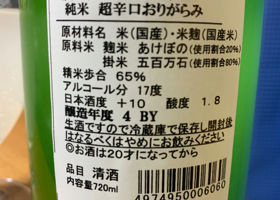 純米 超辛口おりがらみ
原材料名 米(国産米)・米麹(国産米)
原料米 麹米 あけぼの(使用割合20%)
掛米 五百万石(使用割合80%)
精米歩合 65%
アルコール分 17度
日本酒度 +10 酸度 1.8
醸造年度 4 BY
生酒ですので冷蔵庫で保存し開封後
はなるべくはやめにお飲みください
◎お酒は20才になってから
品目 清酒
容量 720ml
4974950006060